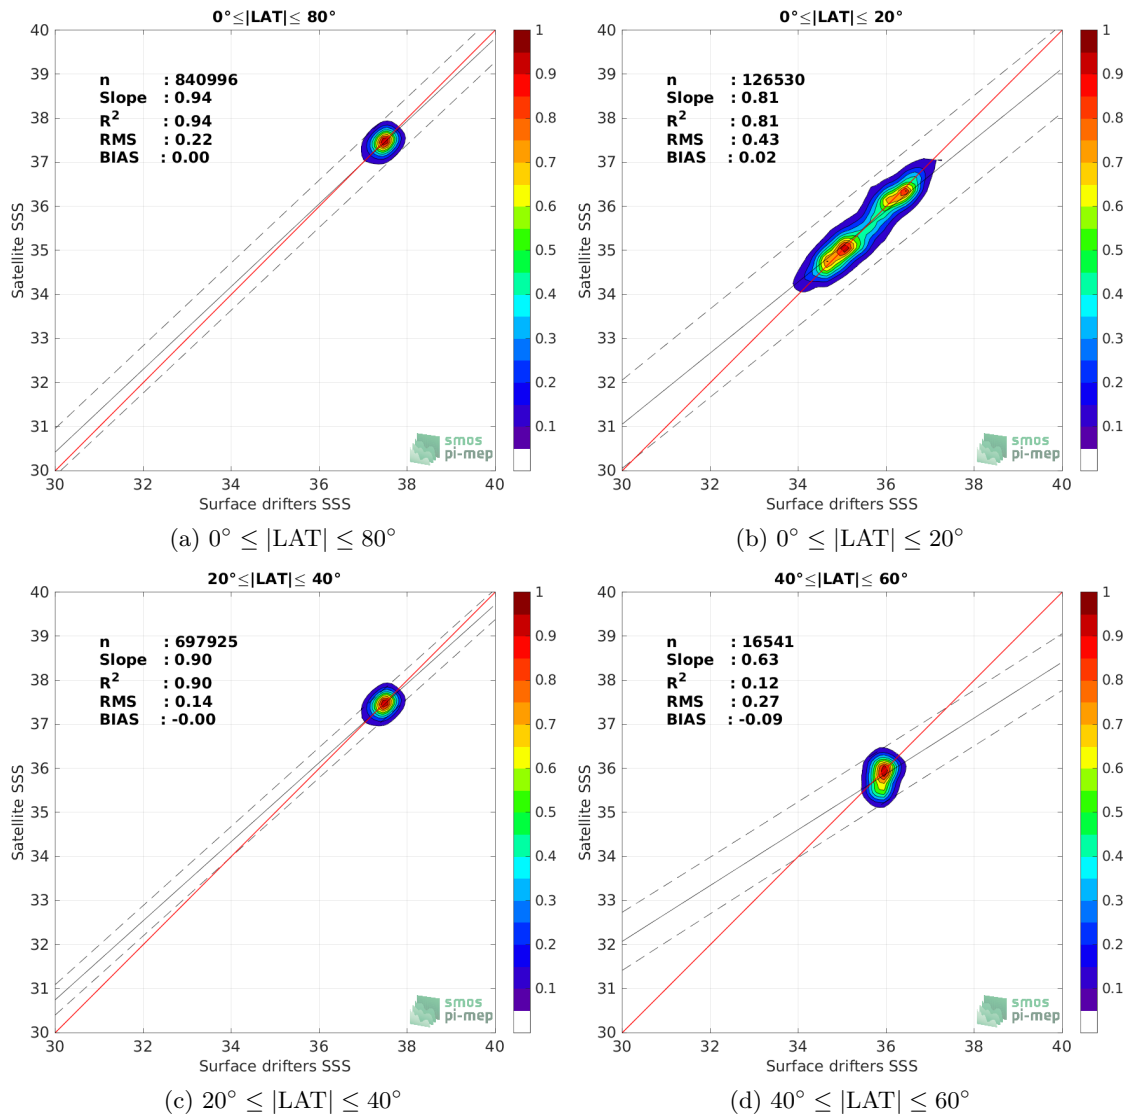 0°≤|LAT|≤ 80°
n : 840996
Slope : 0.94
R2 : 0.94
RMS : 0.22
BIAS : 0.00
Satellite SSS
40
39
38
37
36
35
34
33
32
31
30
30 32 34 36 38 40
Surface drifters SSS
1
0.9
0.8
0.7
0.6
0.5
0.4
0.3
0.2
0.1
smos
pi-mep
(a) 0° ≤ |LAT| ≤ 80°
0°≤|LAT|≤ 20°
n : 126530
Slope : 0.81
R2 : 0.81
RMS : 0.43
BIAS : 0.02
Satellite SSS
40
39
38
37
36
35
34
33
32
31
30
30 32 34 36 38 40
Surface drifters SSS
1
0.9
0.8
0.7
0.6
0.5
0.4
0.3
0.2
0.1
smos
pi-mep
(b) 0° ≤ |LAT| ≤ 20°
20°≤|LAT|≤ 40°
n : 697925
Slope : 0.90
R2 : 0.90
RMS : 0.14
BIAS : -0.00
Satellite SSS
40
39
38
37
36
35
34
33
32
31
30
30 32 34 36 38 40
Surface drifters SSS
1
0.9
0.8
0.7
0.6
0.5
0.4
0.3
0.2
0.1
smos
pi-mep
(c) 20° ≤ |LAT| ≤ 40°
40°≤|LAT|≤ 60°
n : 16541
Slope : 0.63
R2 : 0.12
RMS : 0.27
BIAS : -0.09
Satellite SSS
40
39
38
37
36
35
34
33
32
31
30
30 32 34 36 38 40
Surface drifters SSS
1
0.9
0.8
0.7
0.6
0.5
0.4
0.3
0.2
0.1
smos
pi-mep
(d) 40° ≤ |LAT| ≤ 60°